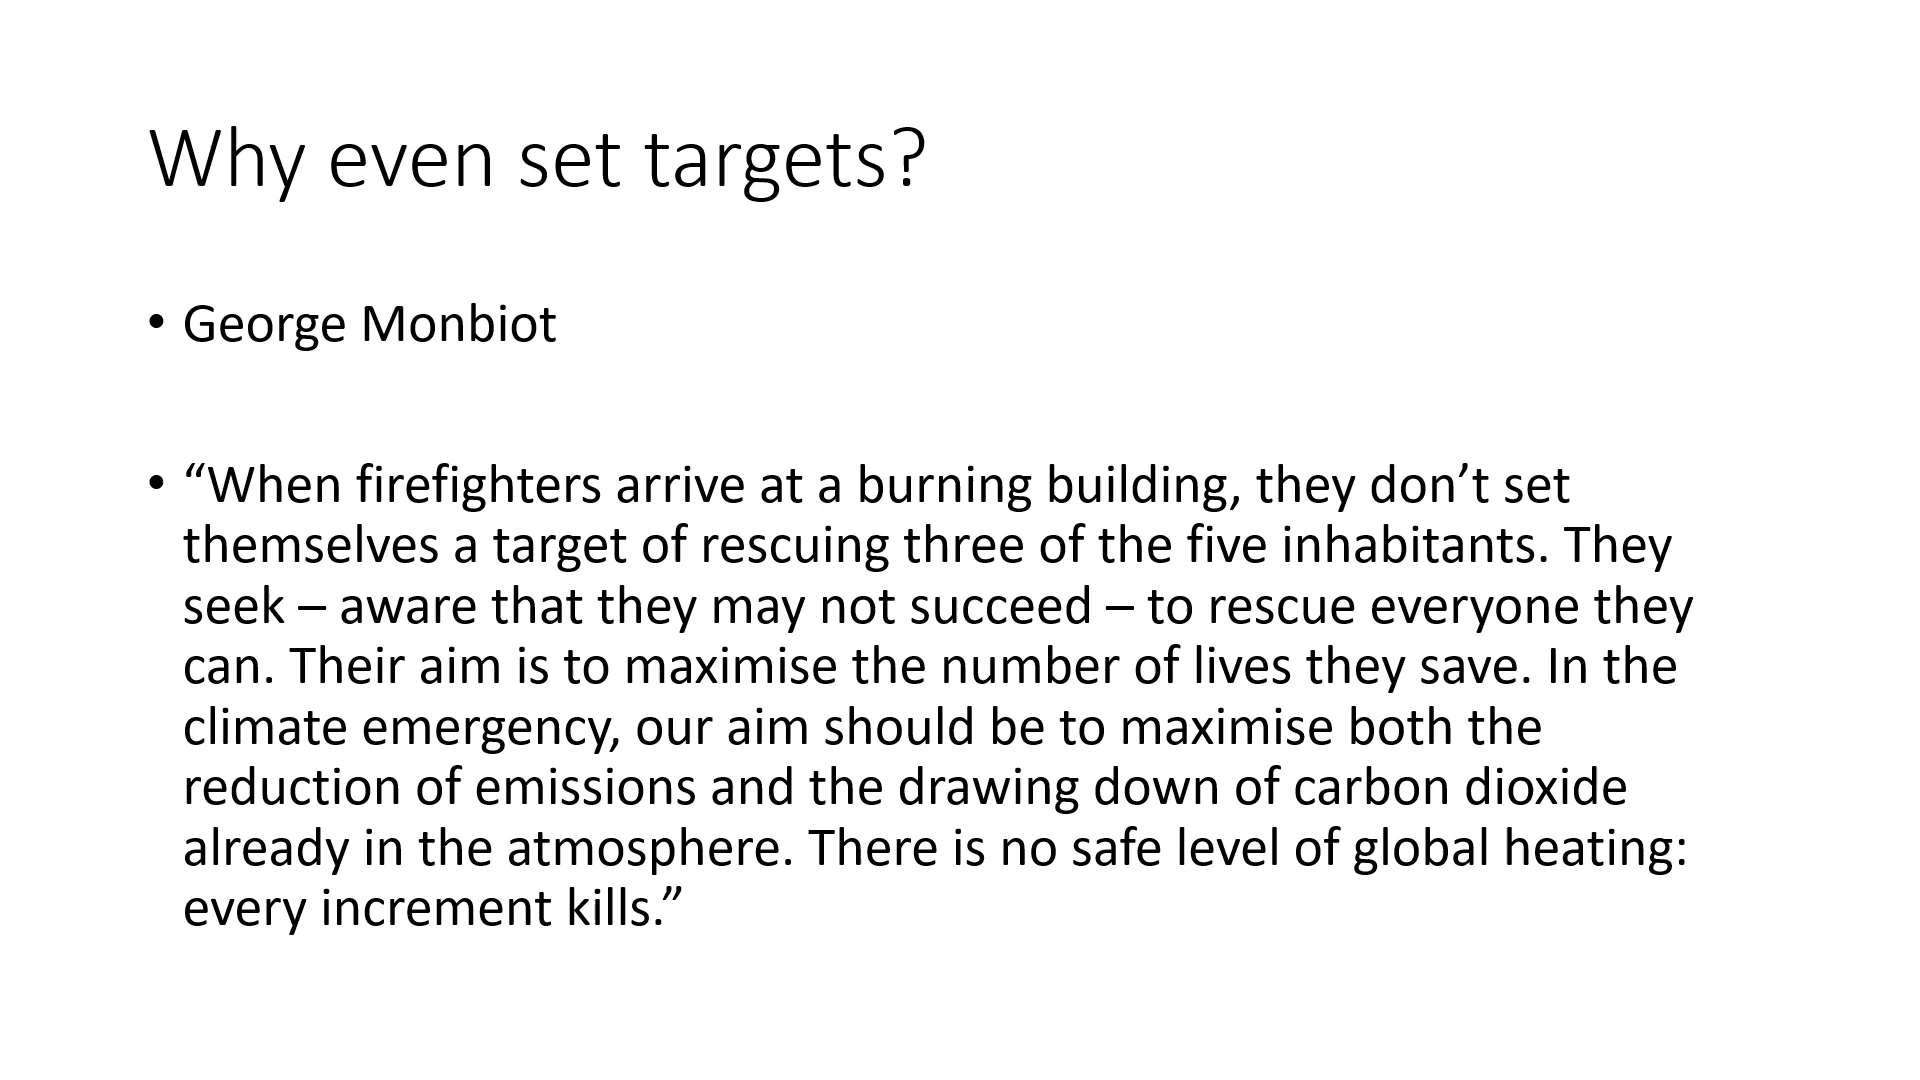 Why even set targets?
• George Monbiot
• “When firefighters arrive at a burning building, they don’t set
themselves a target of rescuing three of the five inhabitants. They
seek – aware that they may not succeed – to rescue everyone they
can. Their aim is to maximise the number of lives they save. In the
climate emergency, our aim should be to maximise both the
reduction of emissions and the drawing down of carbon dioxide
already in the atmosphere. There is no safe level of global heating:
every increment kills.”